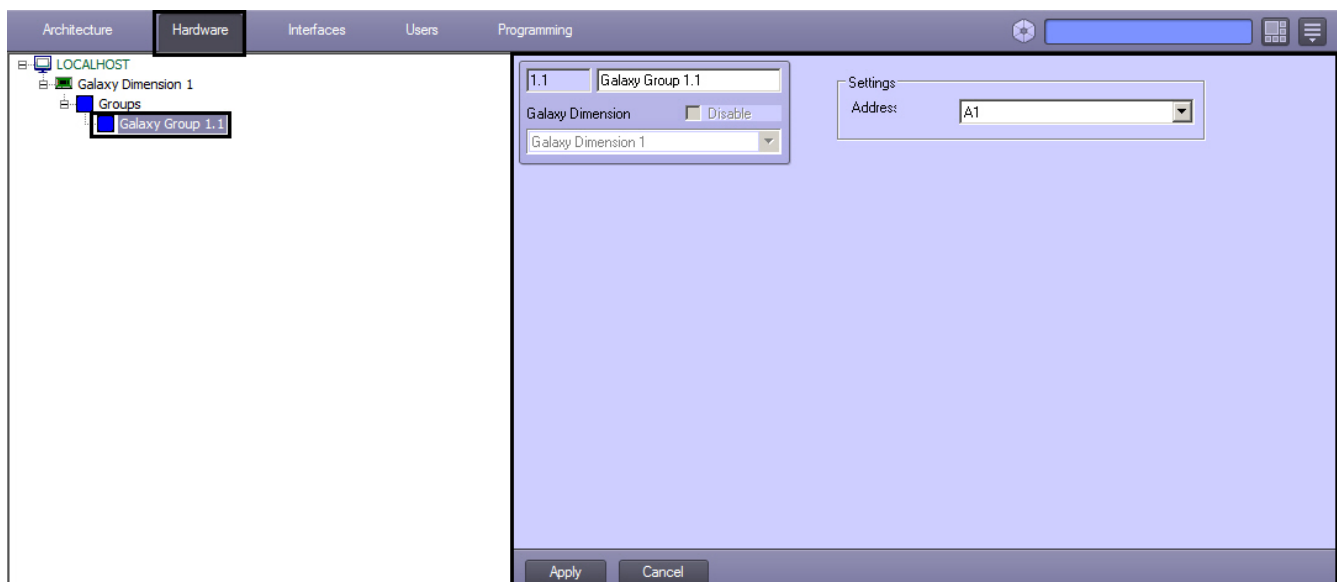 Architecture Hardware Interfaces Users Programming
LOCALHOST
Galaxy Dimension 1
Groups
Galaxy Group 1.1
1.1 Galaxy Group 1.1
Galaxy Dimension Disable
Galaxy Dimension 1
Settings
Address A1
Apply Cancel